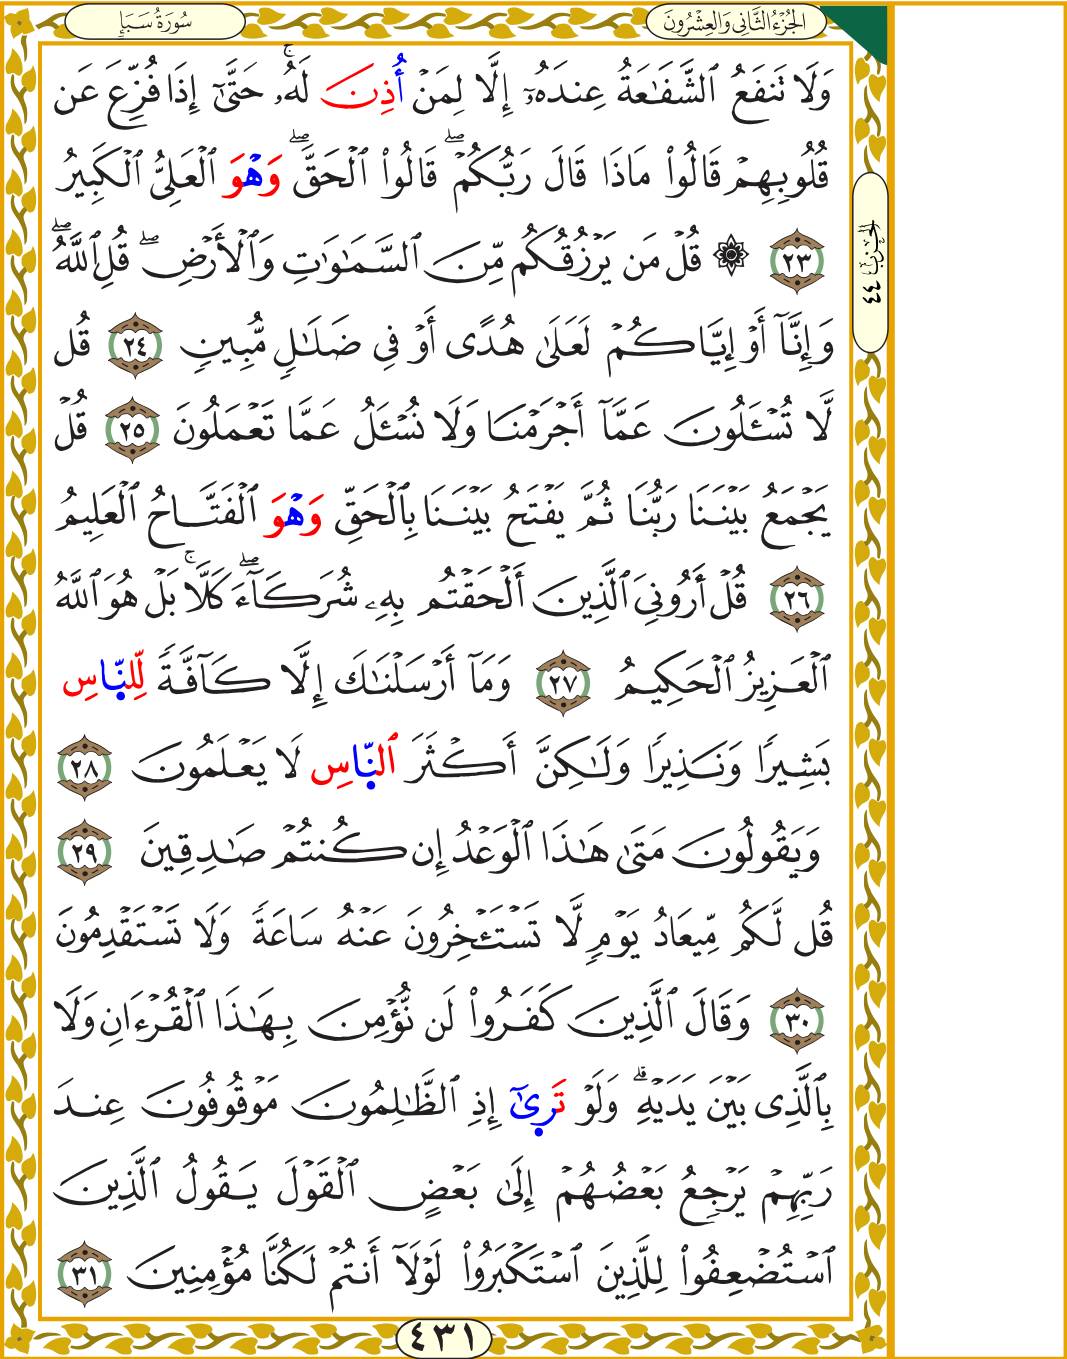 الجُزْءُ الثَّانِي وَالعِشْرُونَ
سُورَةُ سَبَإٍ
وَلَا تَنفَعُ ٱلشَّفَٰعَةُ عِندَهُۥٓ إِلَّا لِمَنۡ أُذِنَ لَهُۥۚ حَتَّىٰٓ إِذَا فُزِّعَ عَن
قُلُوبِهِمۡ قَالُواْ مَاذَا قَالَ رَبُّكُمۡۖ قَالُواْ ٱلۡحَقَّۖ وَهۡوَ ٱلۡعَلِيُّ ٱلۡكَبِيرُ
٢٣ ۞ قُلۡ مَن يَرۡزُقُكُم مِّنَ ٱلسَّمَٰوَٰتِ وَٱلۡأَرۡضِۖ قُلِ ٱللَّهُۖ
وَإِنَّآ أَوۡ إِيَّاكُمۡ لَعَلَىٰ هُدًى أَوۡ فِي ضَلَٰلٖ مُّبِينٖ ٢٤ قُل
لَّا تُسۡـَٔلُونَ عَمَّآ أَجۡرَمۡنَا وَلَا نُسۡـَٔلُ عَمَّا تَعۡمَلُونَ ٢٥ قُلۡ
يَجۡمَعُ بَيۡنَنَا رَبُّنَا ثُمَّ يَفۡتَحُ بَيۡنَنَا بِٱلۡحَقِّ وَهۡوَ ٱلۡفَتَّاحُ ٱلۡعَلِيمُ
٢٦ قُلۡ أَرُونِيَ ٱلَّذِينَ أَلۡحَقۡتُم بِهِۦ شُرَكَآءَۖ كَلَّاۚ بَلۡ هُوَ ٱللَّهُ
ٱلۡعَزِيزُ ٱلۡحَكِيمُ ٢٧ وَمَآ أَرۡسَلۡنَٰكَ إِلَّا كَآفَّةٗ لِّلنَّاسِ
بَشِيرٗا وَنَذِيرٗا وَلَٰكِنَّ أَكۡثَرَ ٱلنَّاسِ لَا يَعۡلَمُونَ ٢٨
وَيَقُولُونَ مَتَىٰ هَٰذَا ٱلۡوَعۡدُ إِن كُنتُمۡ صَٰدِقِينَ ٢٩
قُل لَّكُم مِّيعَادُ يَوۡمٖ لَّا تَسۡتَـٔۡخِرُونَ عَنۡهُ سَاعَةٗ وَلَا تَسۡتَقۡدِمُونَ
٣٠ وَقَالَ ٱلَّذِينَ كَفَرُواْ لَن نُّؤۡمِنَ بِهَٰذَا ٱلۡقُرۡءَانِ وَلَا
بِٱلَّذِي بَيۡنَ يَدَيۡهِۗ وَلَوۡ تَرَىٰٓ إِذِ ٱلظَّٰلِمُونَ مَوۡقُوفُونَ عِندَ
رَبِّهِمۡ يَرۡجِعُ بَعۡضُهُمۡ إِلَىٰ بَعۡضٍ ٱلۡقَوۡلَ يَقُولُ ٱلَّذِينَ
ٱسۡتُضۡعِفُواْ لِلَّذِينَ ٱسۡتَكۡبَرُواْ لَوۡلَآ أَنتُمۡ لَكُنَّا مُؤۡمِنِينَ ٣١
الحِزْبُ ٤٤
٤٣١